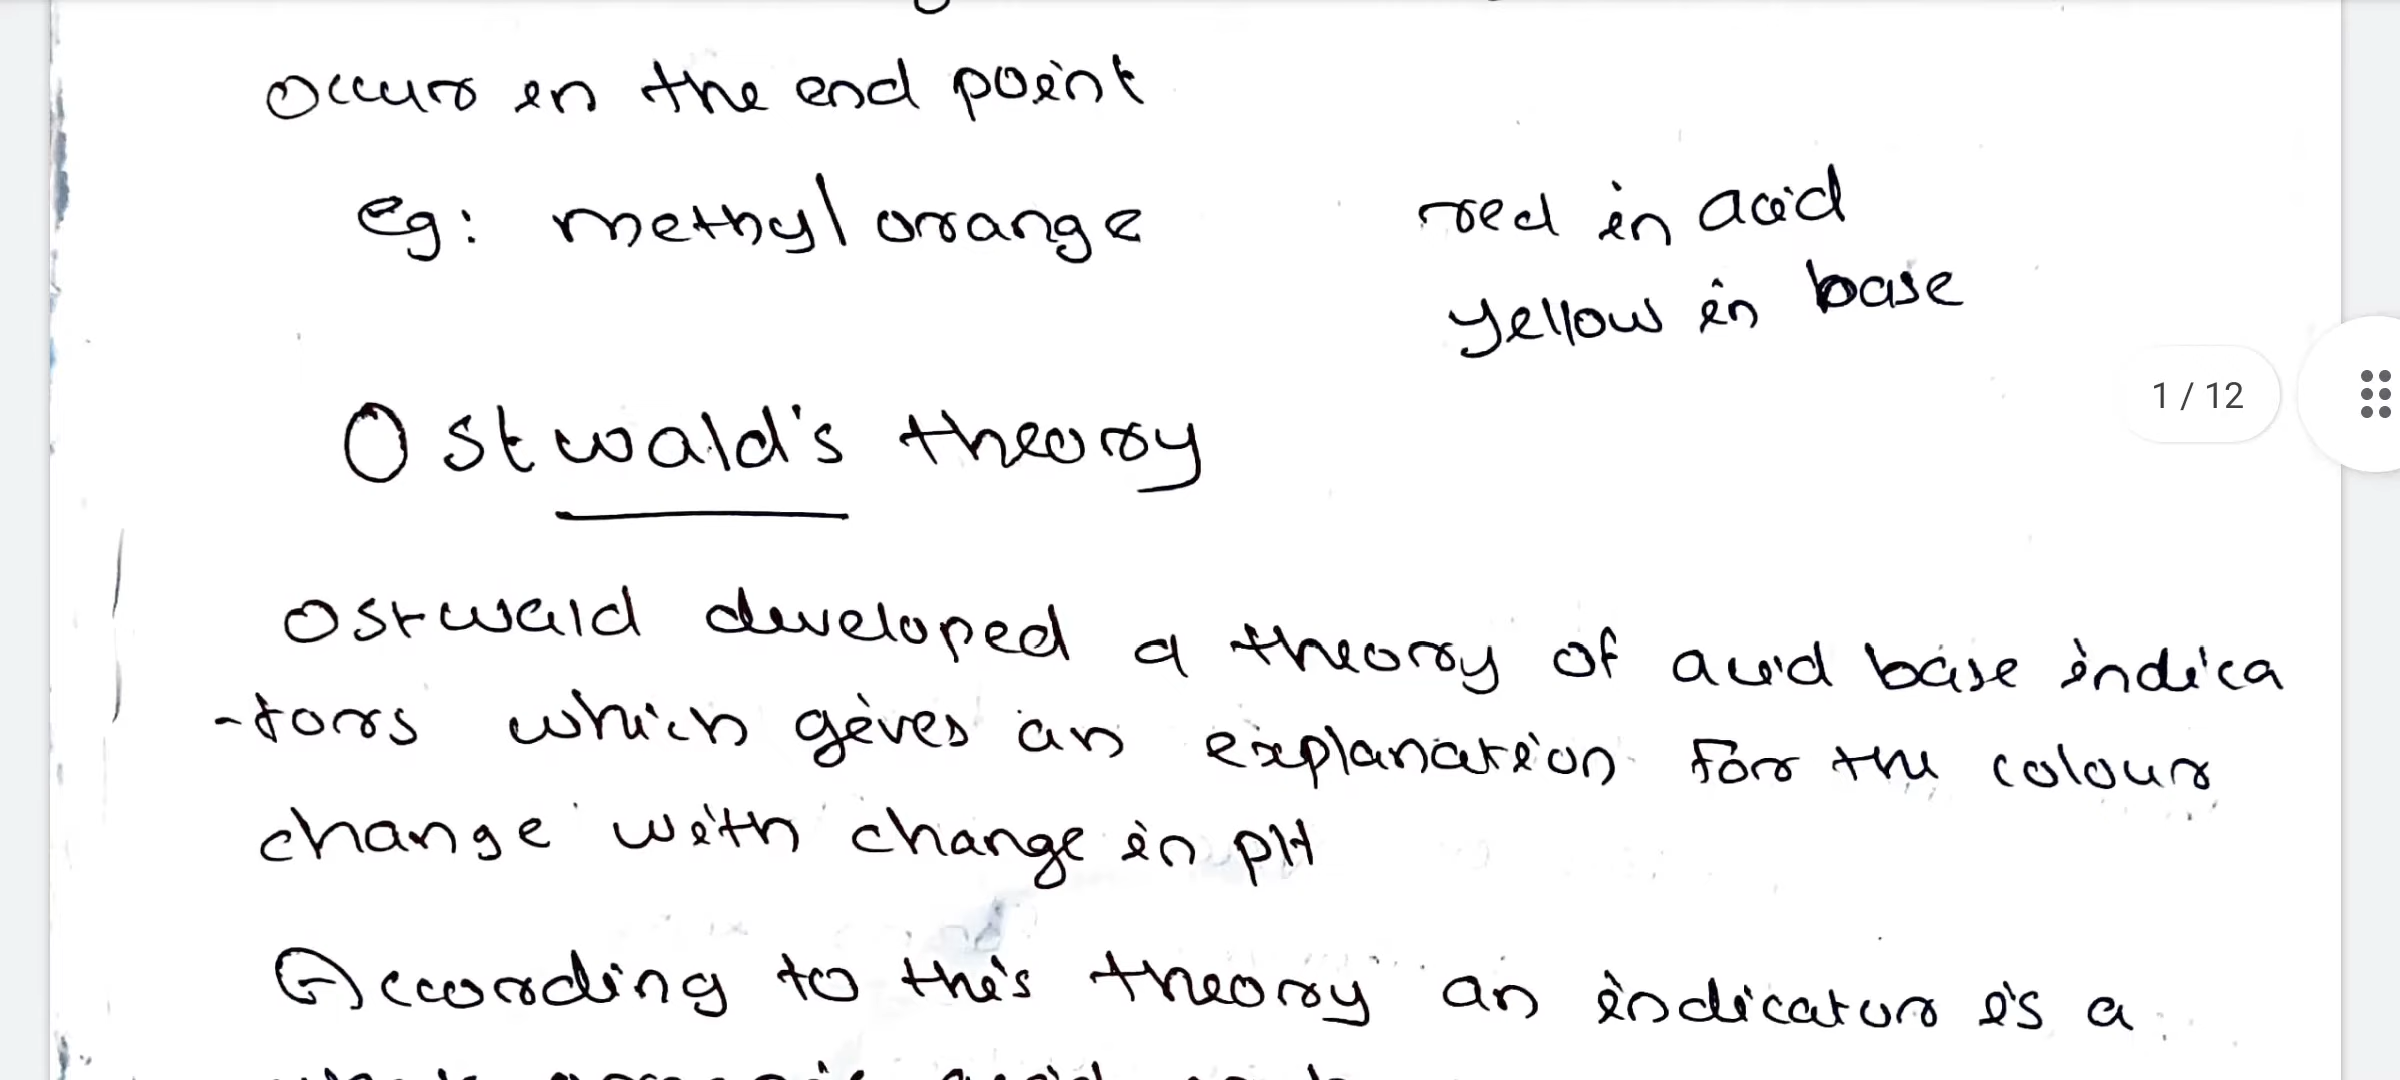 occurs in the end point
eg: methyl orange
red in acid
yellow in base
1 / 12
Ostwald's theory
Ostwald developed a theory of acid base indica
-tors which gives an explanation for the colour
change with change in pH
According to this theory an indicator is a